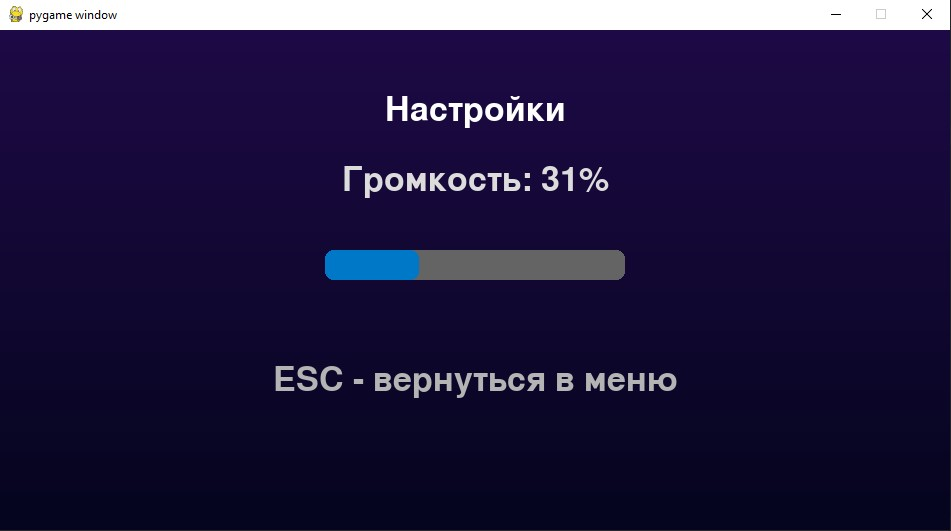 pygame window
Настройки
Громкость: 31%
ESC - вернуться в меню